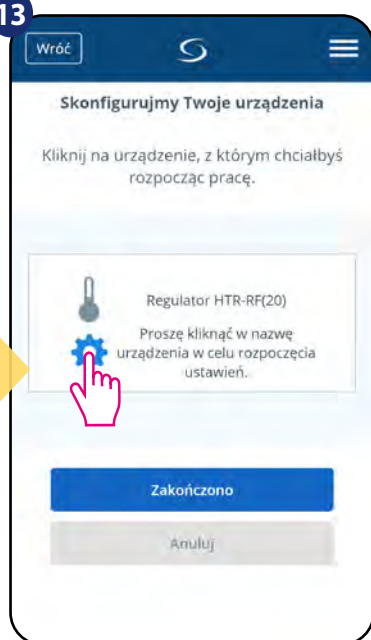 13
Wróć
Skonfigurujmy Twoje urządzenia
Kliknij na urządzenie, z którym chciałbyś
rozpocząc pracę.
Regulator HTR-RF(20)
Proszę kliknąć w nazwę
urządzenia w celu rozpoczęcia
ustawień.
Zakończono
Anuluj